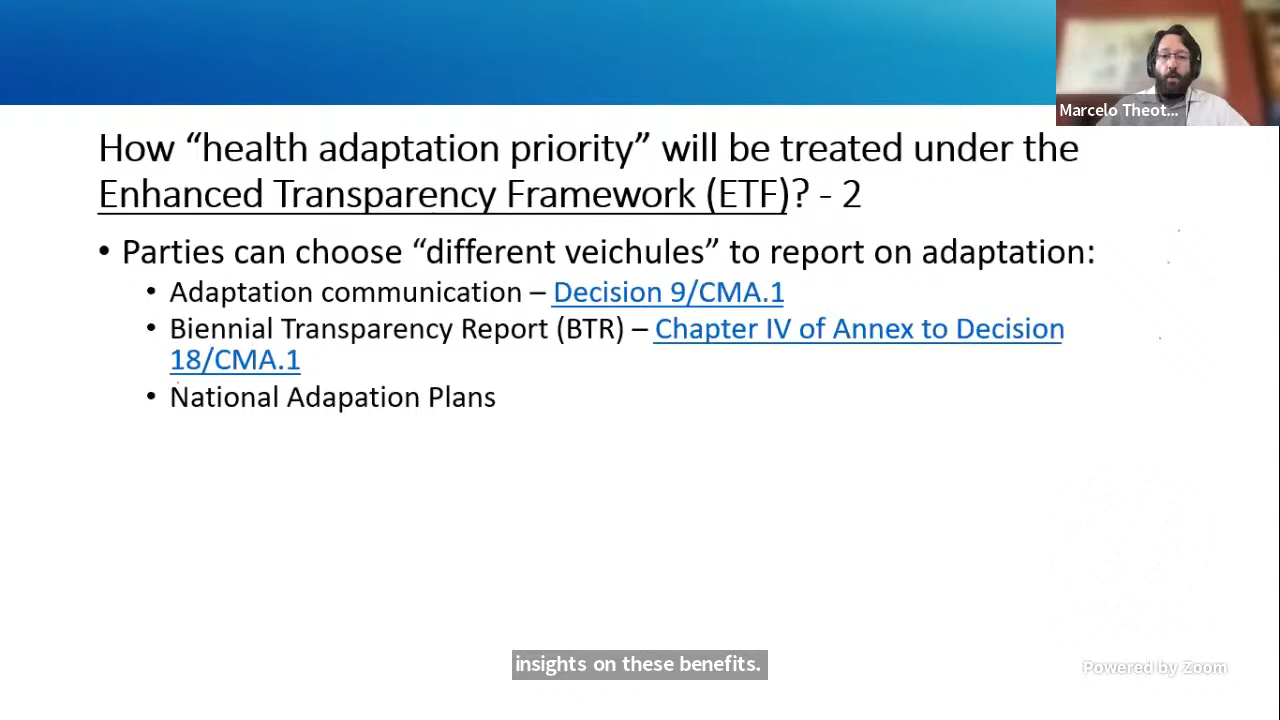 Marcelo Theot...
How “health adaptation priority” will be treated under the
Enhanced Transparency Framework (ETF)? - 2
• Parties can choose “different veichules” to report on adaptation:
• Adaptation communication – Decision 9/CMA.1
• Biennial Transparency Report (BTR) – Chapter IV of Annex to Decision
18/CMA.1
• National Adapation Plans
insights on these benefits.
Powered by Zoom